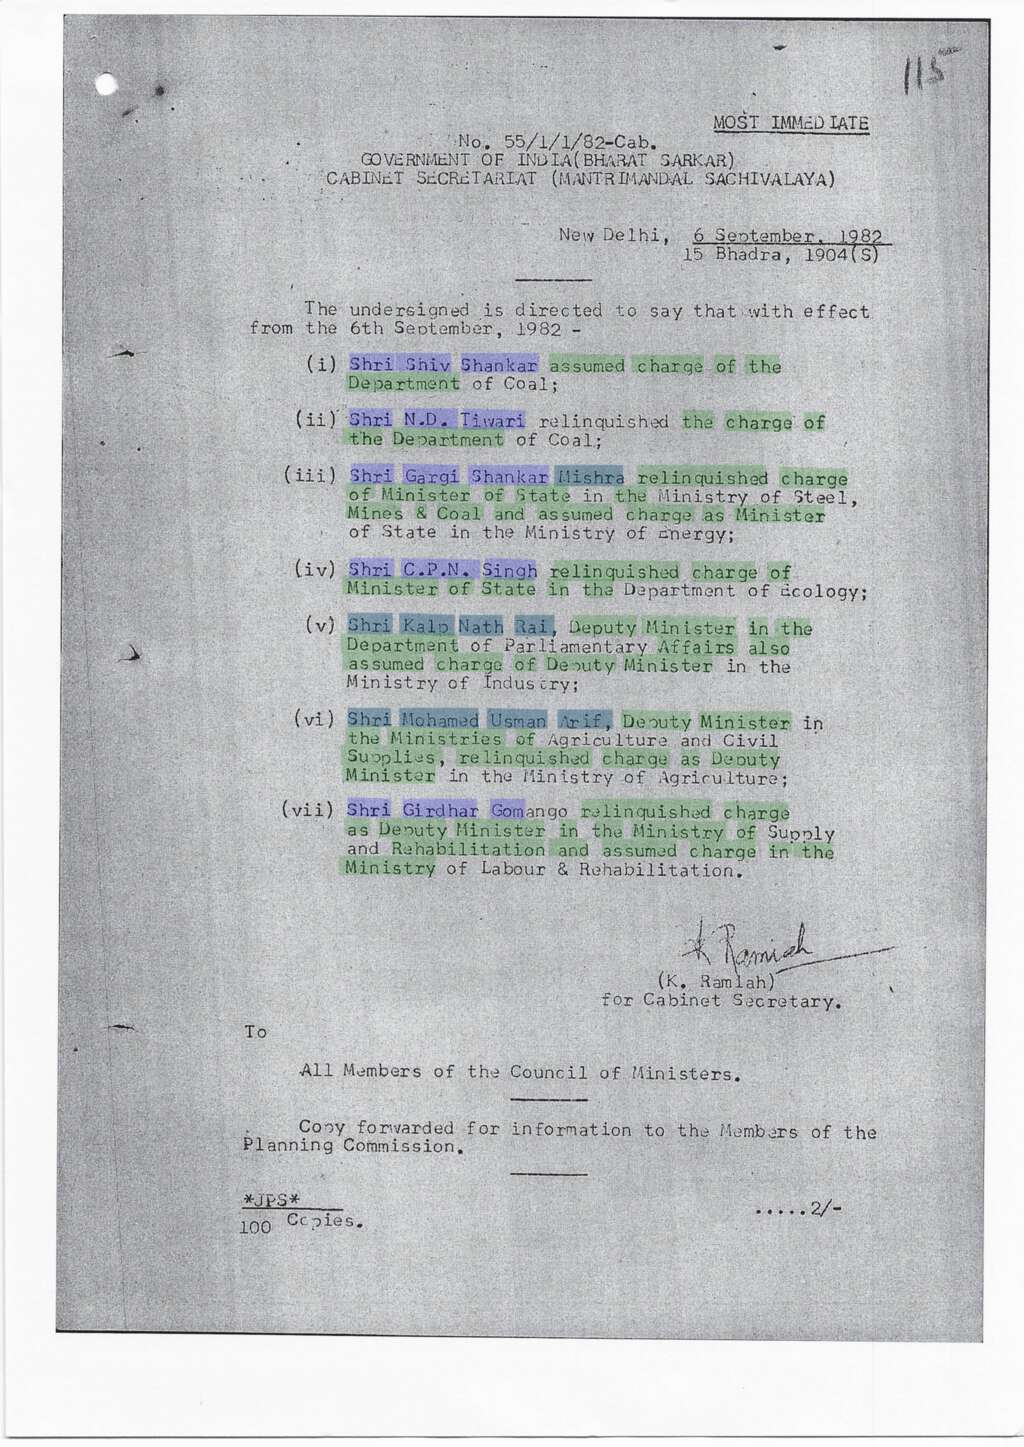 115
MOST IMMEDIATE
No. 55/1/1/82-Cab.
GOVERNMENT OF INDIA(BHARAT SARKAR)
CABINET SECRETARIAT (MANTRIMANDAL SACHIVALAYA)
New Delhi, 6 September, 1982
15 Bhadra, 1904(S)
The undersigned is directed to say that with effect
from the 6th September, 1982 -
(i) Shri Shiv Shankar assumed charge of the
Department of Coal;
(ii) Shri N.D. Tiwari relinquished the charge of
the Department of Coal;
(iii) Shri Gargi Shankar Mishra relinquished charge
of Minister of State in the Ministry of Steel,
Mines & Coal and assumed charge as Minister
of State in the Ministry of Energy;
(iv) Shri C.P.N. Singh relinquished charge of
Minister of State in the Department of Ecology;
(v) Shri Kalp Nath Rai, Deputy Minister in the
Department of Parliamentary Affairs also
assumed charge of Deputy Minister in the
Ministry of Industry;
(vi) Shri Mohamed Usman Arif, Deputy Minister in
the Ministries of Agriculture and Civil
Supplies, relinquished charge as Deputy
Minister in the Ministry of Agriculture;
(vii) Shri Girdhar Gomango relinquished charge
as Deputy Minister in the Ministry of Supply
and Rehabilitation and assumed charge in the
Ministry of Labour & Rehabilitation.
K Ramiah
(K. Ramiah)
for Cabinet Secretary.
To
All Members of the Council of Ministers.
Copy forwarded for information to the Members of the
Planning Commission.
*JPS*
100 Copies.
.....2/-